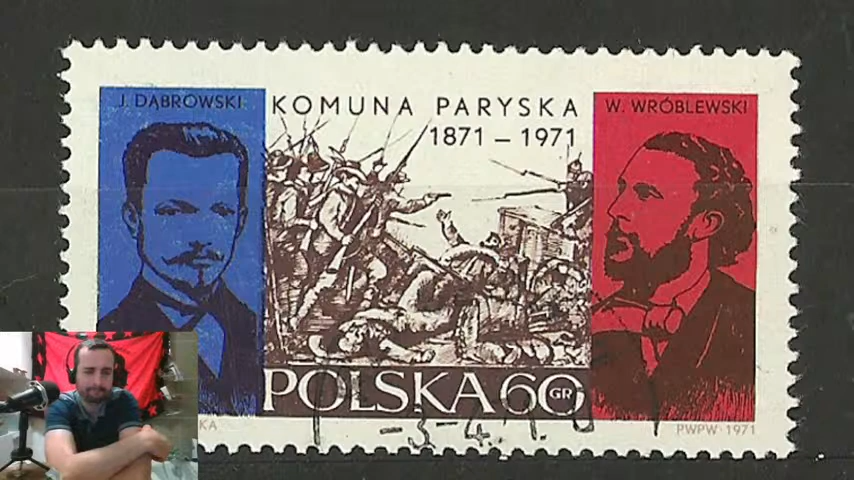 J. DĄBROWSKI
KOMUNA PARYSKA
1871 – 1971
W. WRÓBLEWSKI
POLSKA 60 GR
PWPW · 1971